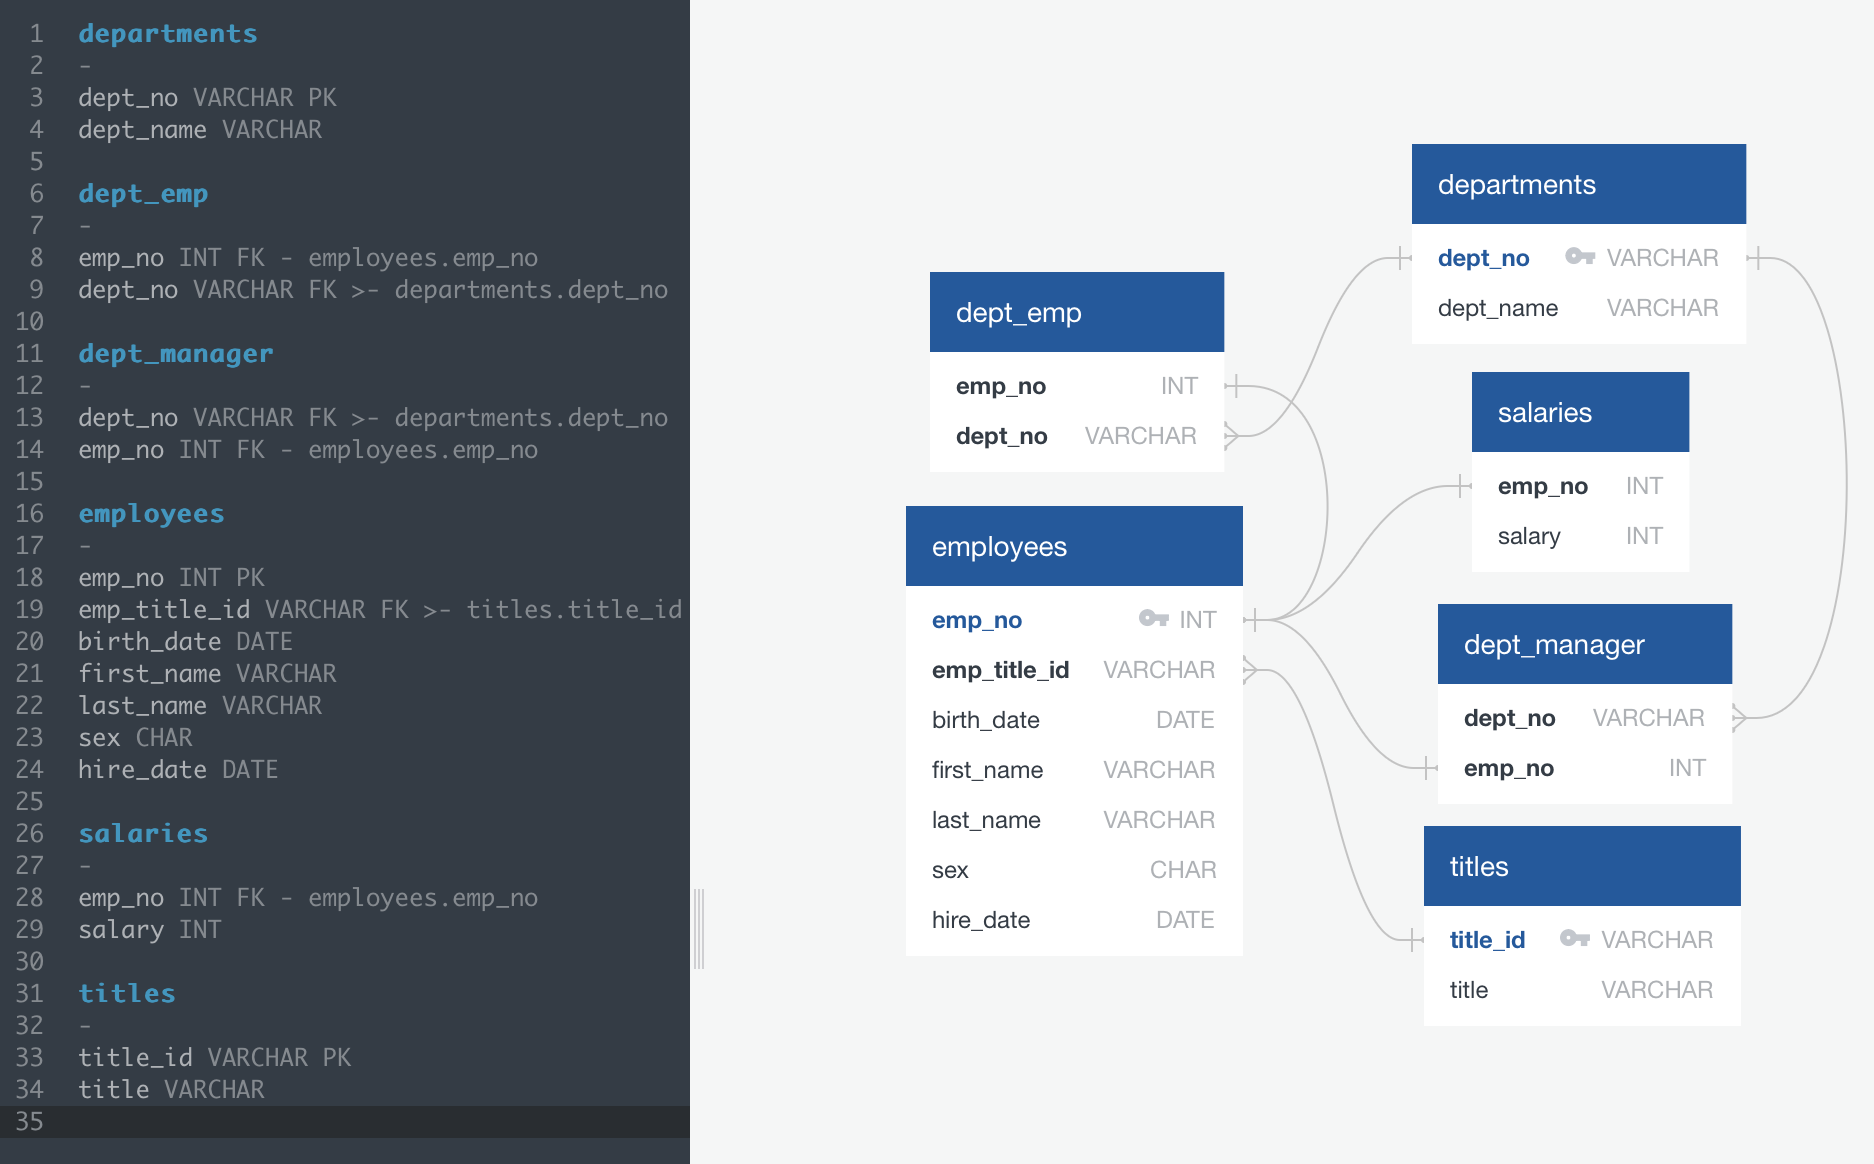 1 departments
2 -
3 dept_no VARCHAR PK
4 dept_name VARCHAR
5
6 dept_emp
7 -
8 emp_no INT FK - employees.emp_no
9 dept_no VARCHAR FK >- departments.dept_no
10
11 dept_manager
12 -
13 dept_no VARCHAR FK >- departments.dept_no
14 emp_no INT FK - employees.emp_no
15
16 employees
17 -
18 emp_no INT PK
19 emp_title_id VARCHAR FK >- titles.title_id
20 birth_date DATE
21 first_name VARCHAR
22 last_name VARCHAR
23 sex CHAR
24 hire_date DATE
25
26 salaries
27 -
28 emp_no INT FK - employees.emp_no
29 salary INT
30
31 titles
32 -
33 title_id VARCHAR PK
34 title VARCHAR
35
departments
dept_no VARCHAR
dept_name VARCHAR
dept_emp
emp_no INT
dept_no VARCHAR
salaries
emp_no INT
salary INT
employees
emp_no INT
emp_title_id VARCHAR
birth_date DATE
first_name VARCHAR
last_name VARCHAR
sex CHAR
hire_date DATE
dept_manager
dept_no VARCHAR
emp_no INT
titles
title_id VARCHAR
title VARCHAR